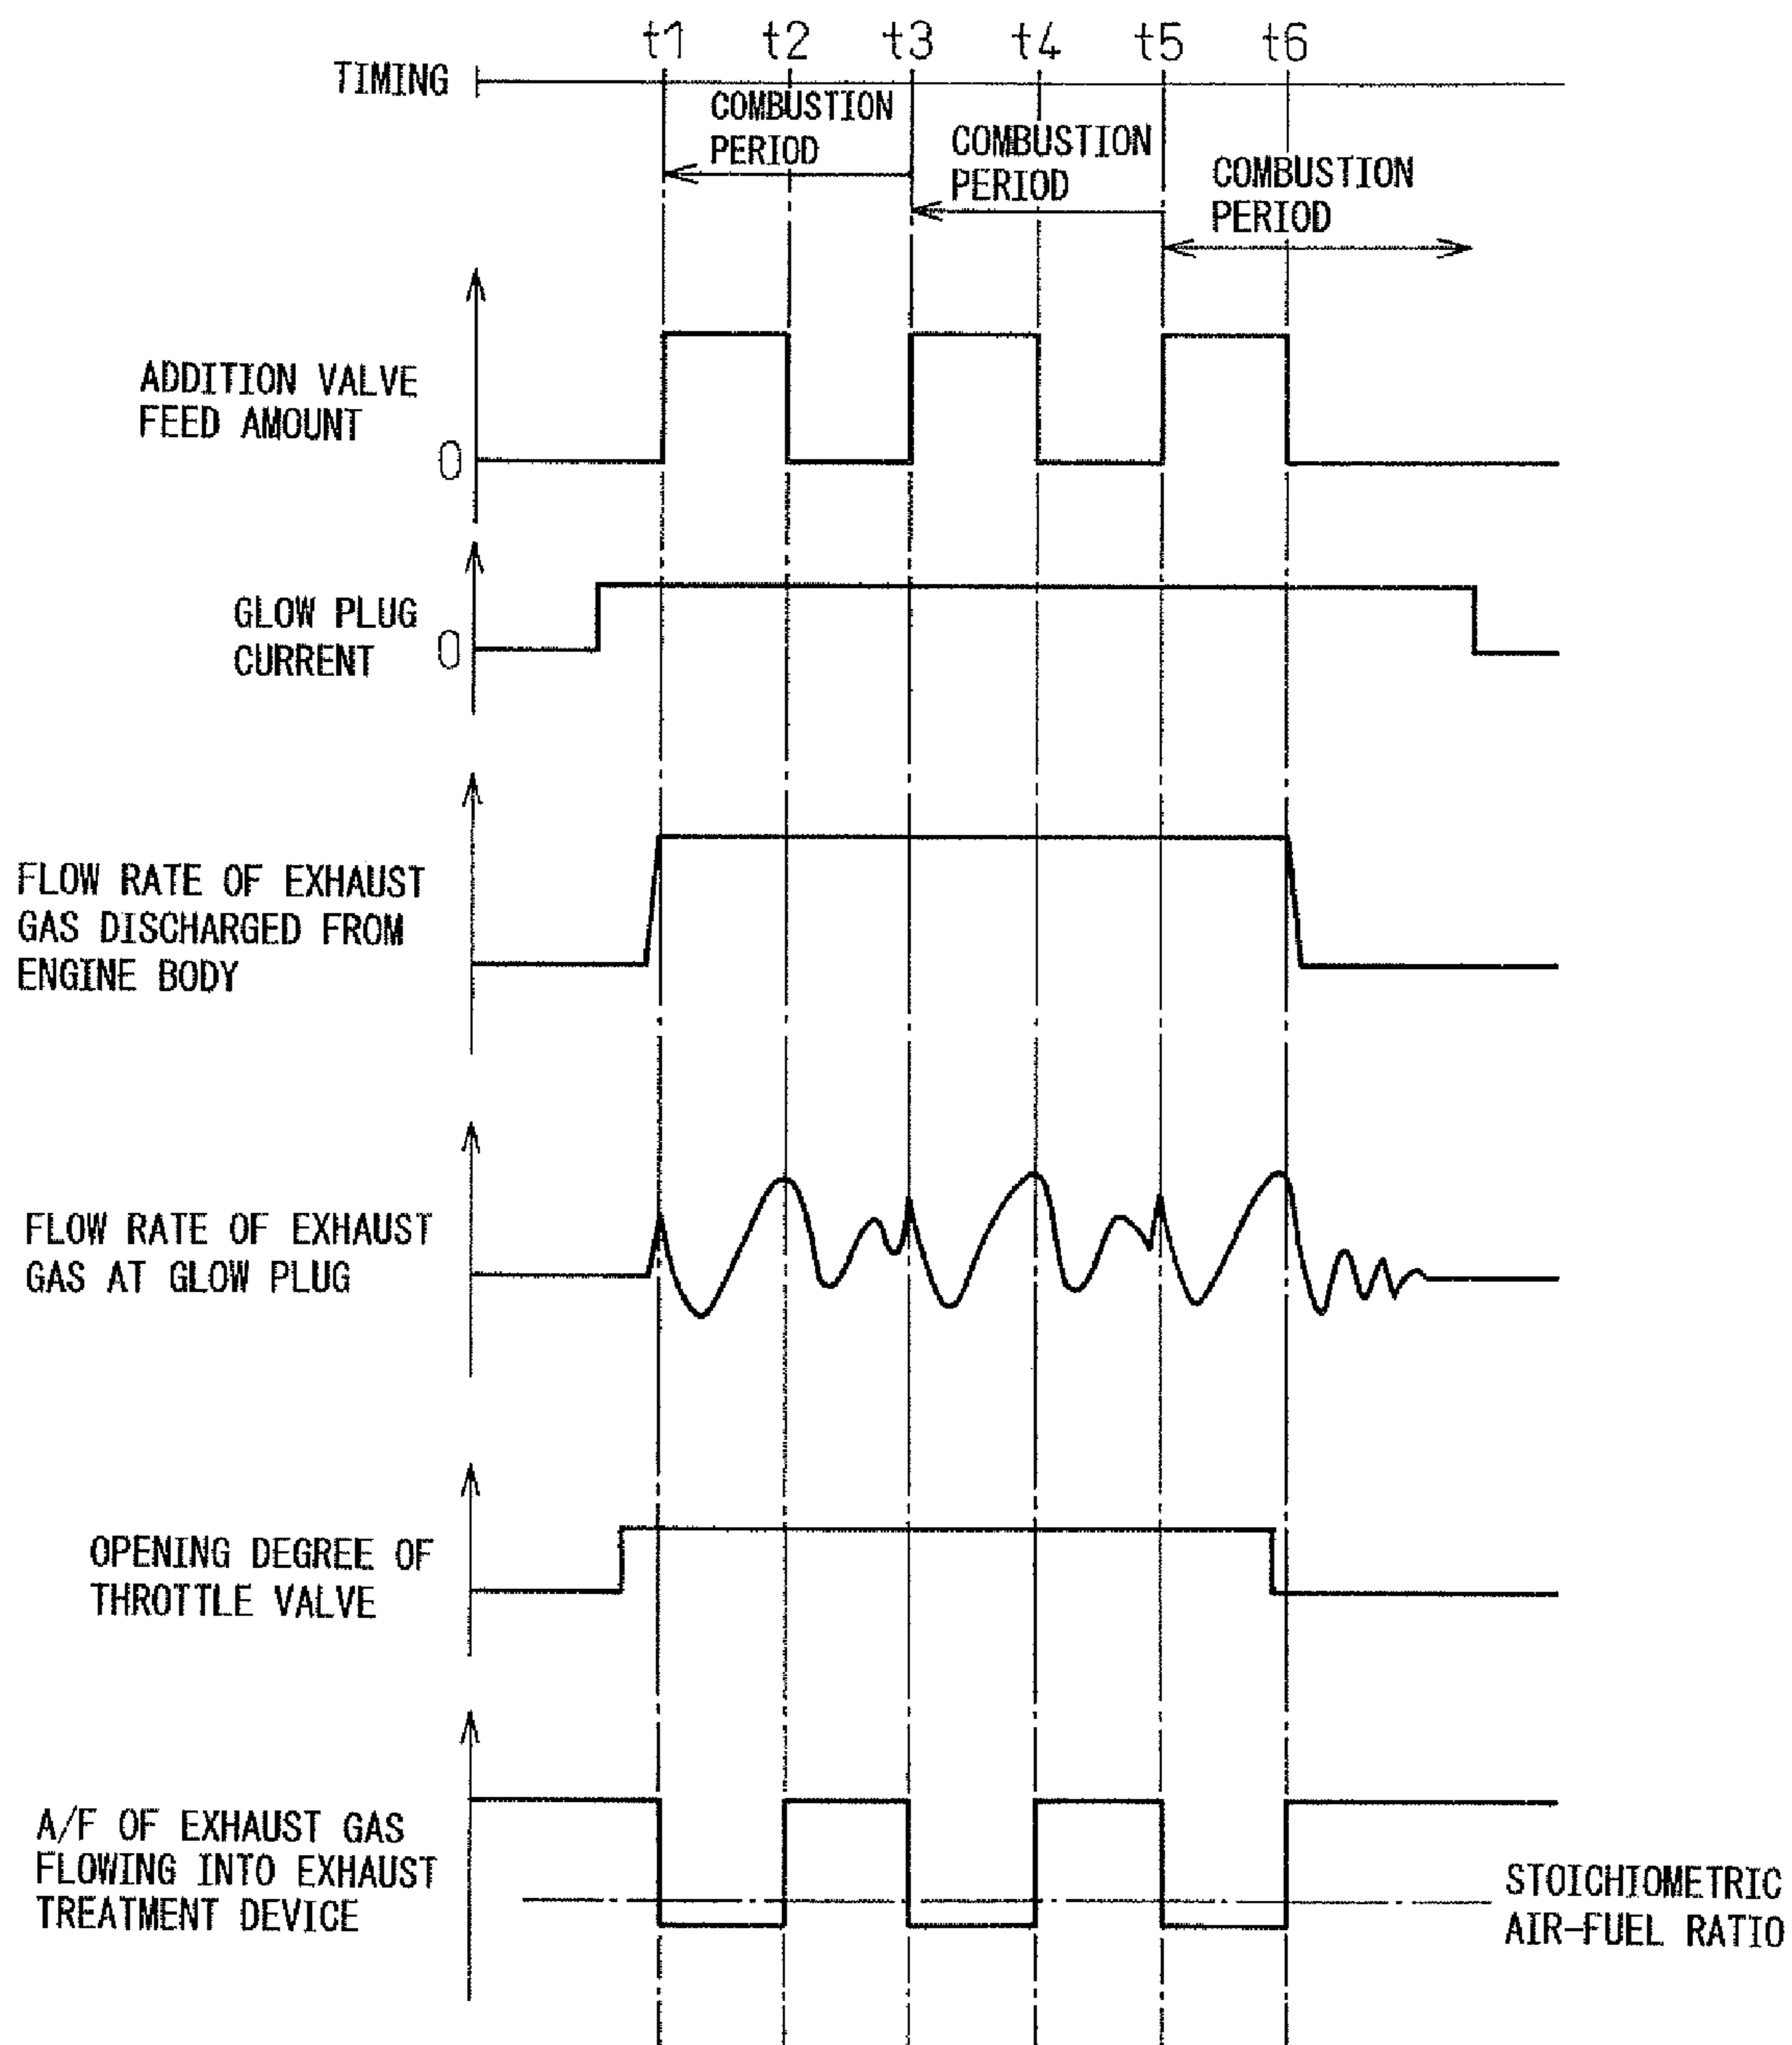 t1 t2 t3 t4 t5 t6
TIMING
COMBUSTION
PERIOD
COMBUSTION
PERIOD
COMBUSTION
PERIOD
ADDITION VALVE
FEED AMOUNT
0
GLOW PLUG
CURRENT
0
FLOW RATE OF EXHAUST
GAS DISCHARGED FROM
ENGINE BODY
FLOW RATE OF EXHAUST
GAS AT GLOW PLUG
OPENING DEGREE OF
THROTTLE VALVE
A/F OF EXHAUST GAS
FLOWING INTO EXHAUST
TREATMENT DEVICE
STOICHIOMETRIC
AIR-FUEL RATIO